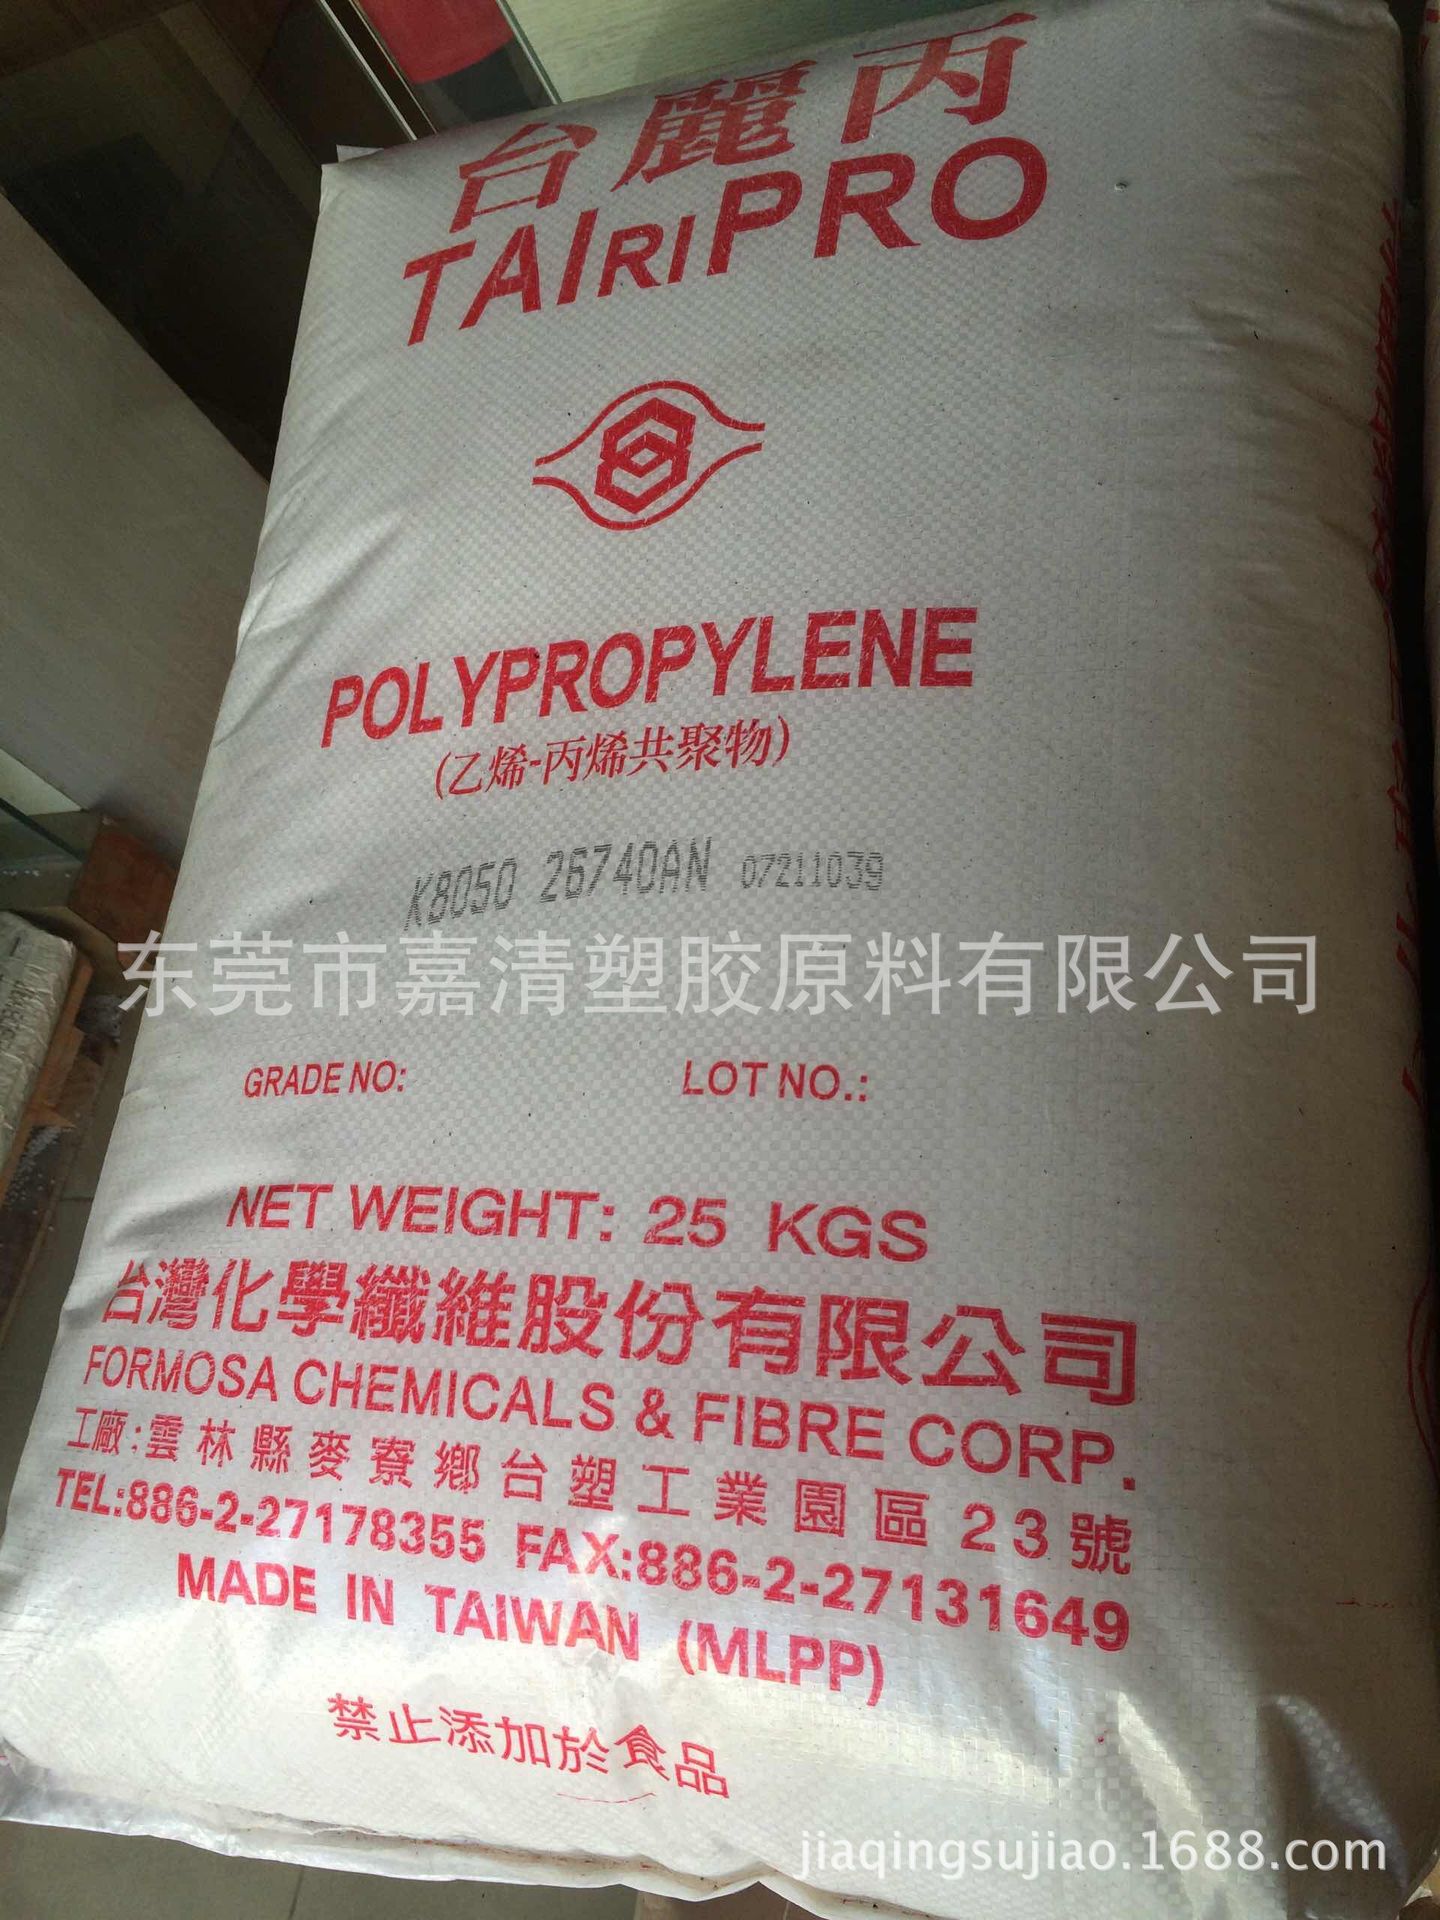 台麗丙
TAIRIPRO
POLYPROPYLENE
(乙烯-丙烯共聚物)
K8050 26740AN 07211039
东莞市嘉清塑胶原料有限公司
GRADE NO: LOT NO.:
NET WEIGHT: 25 KGS
台灣化學纖維股份有限公司
FORMOSA CHEMICALS & FIBRE CORP.
工廠:雲林縣麥寮鄉台塑工業園區23號
TEL:886-2-27178355 FAX:886-2-27131649
MADE IN TAIWAN (MLPP)
禁止添加於食品
jiaqingsujiao.1688.com